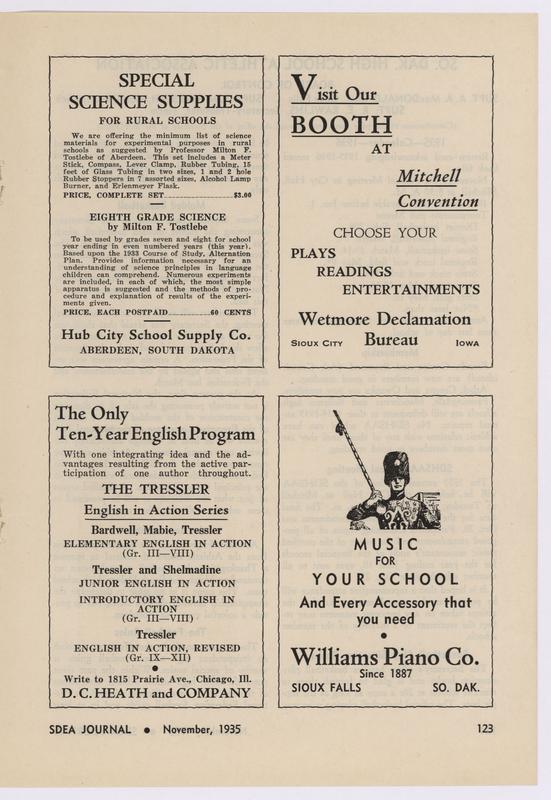 SPECIAL
SCIENCE SUPPLIES
FOR RURAL SCHOOLS
We are offering the minimum list of science
materials for experimental purposes in rural
schools as suggested by Professor Milton F.
Tostlebe of Aberdeen. This set includes a Meter
Stick, Compass, Lever Clamp, Rubber Tubing, 15
feet of Glass Tubing in two sizes, 1 and 2 hole
Rubber Stoppers in 7 assorted sizes, Alcohol Lamp
Burner, and Erlenmeyer Flask.
PRICE, COMPLETE SET $3.00
EIGHTH GRADE SCIENCE
by Milton F. Tostlebe
To be used by grades seven and eight for school
year ending in even numbered years (this year).
Based upon the 1933 Course of Study, Alternation
Plan. Provides information necessary for an
understanding of science principles in language
children can comprehend. Numerous experiments
are included, in each of which, the most simple
apparatus is suggested and the methods of pro-
cedure and explanation of results of the experi-
ments given.
PRICE, EACH POSTPAID 60 CENTS
Hub City School Supply Co.
ABERDEEN, SOUTH DAKOTA
Visit Our
BOOTH
AT
Mitchell
Convention
CHOOSE YOUR
PLAYS
READINGS
ENTERTAINMENTS
Wetmore Declamation
Sioux City Bureau Iowa
The Only
Ten-Year English Program
With one integrating idea and the ad-
vantages resulting from the active par-
ticipation of one author throughout.
THE TRESSLER
English in Action Series
Bardwell, Mabie, Tressler
ELEMENTARY ENGLISH IN ACTION
(Gr. III—VIII)
Tressler and Shelmadine
JUNIOR ENGLISH IN ACTION
INTRODUCTORY ENGLISH IN
ACTION
(Gr. III—VIII)
Tressler
ENGLISH IN ACTION, REVISED
(Gr. IX—XII)
●
Write to 1815 Prairie Ave., Chicago, Ill.
D. C. HEATH and COMPANY
MUSIC
FOR
YOUR SCHOOL
And Every Accessory that
you need
●
Williams Piano Co.
Since 1887
SIOUX FALLS SO. DAK.
SDEA JOURNAL ● November, 1935 123